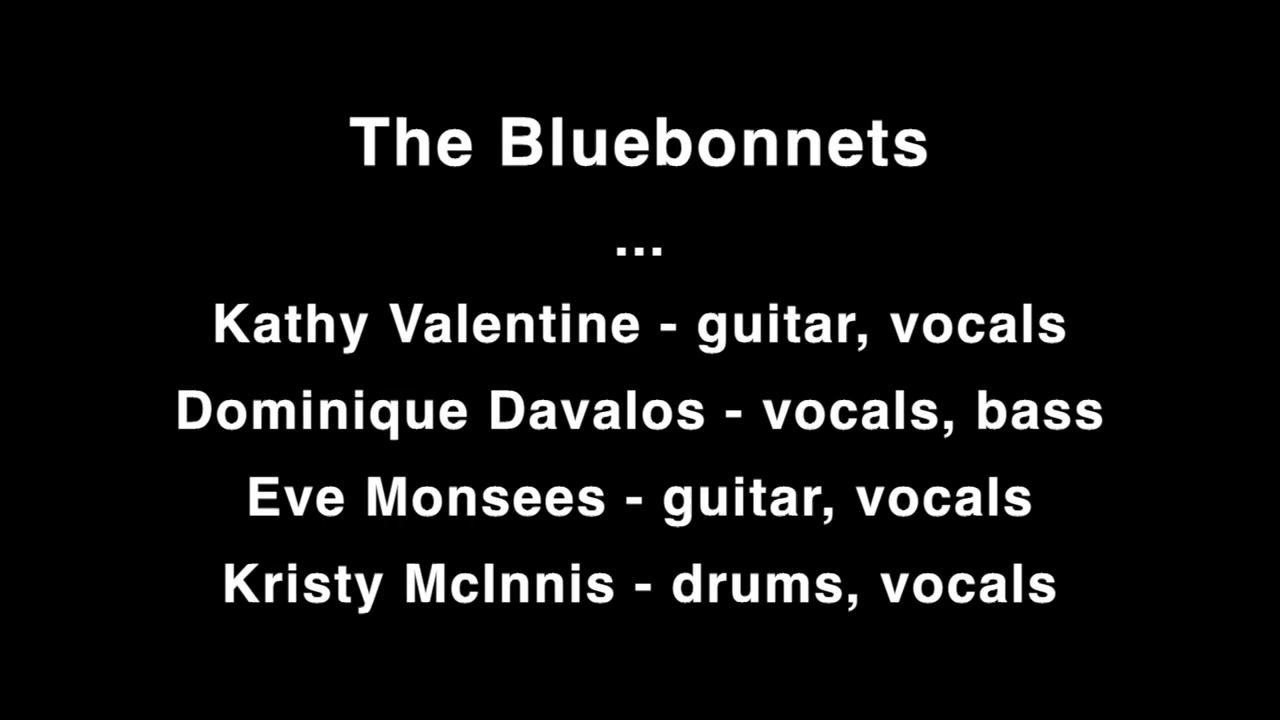 The Bluebonnets
...
Kathy Valentine - guitar, vocals
Dominique Davalos - vocals, bass
Eve Monsees - guitar, vocals
Kristy McInnis - drums, vocals